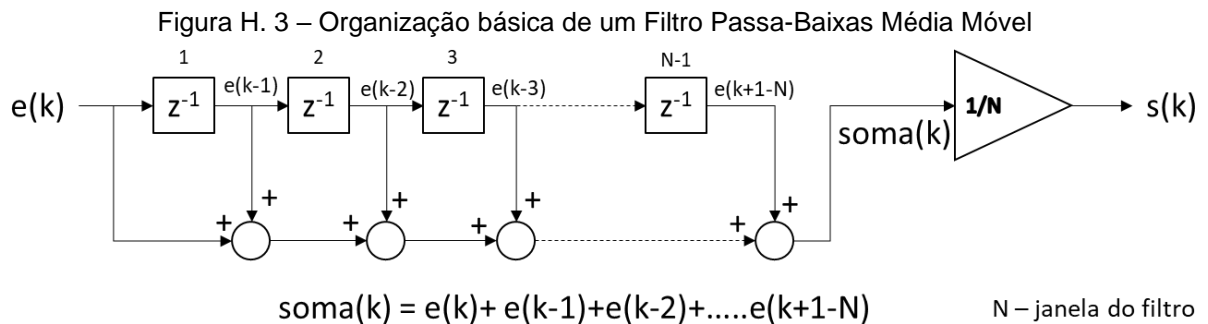 Figura H. 3 – Organização básica de um Filtro Passa-Baixas Média Móvel
1 2 3 N-1
e(k) z⁻¹ e(k-1) z⁻¹ e(k-2) z⁻¹ e(k-3) z⁻¹ e(k+1-N) 1/N s(k)
soma(k)
+ + + +
+ + + +
soma(k) = e(k)+ e(k-1)+e(k-2)+.....e(k+1-N)
N – janela do filtro